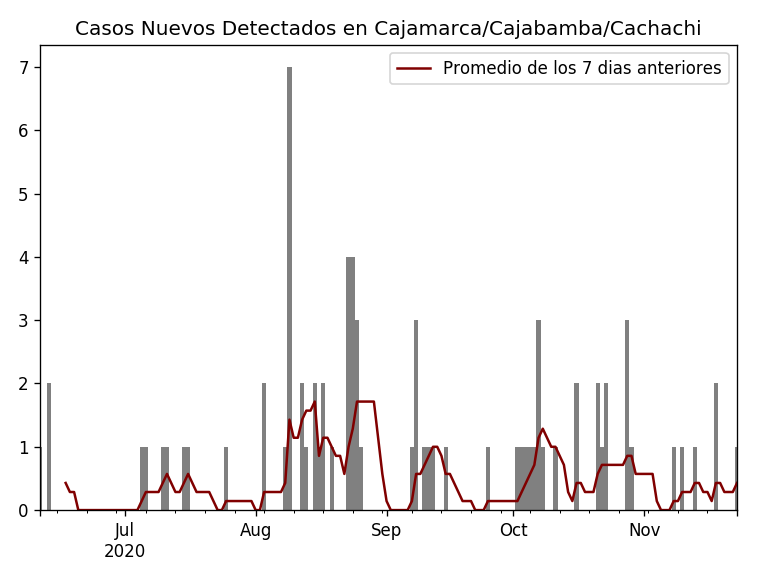 Casos Nuevos Detectados en Cajamarca/Cajabamba/Cachachi
Promedio de los 7 dias anteriores
7
6
5
4
3
2
1
0
Jul
2020
Aug
Sep
Oct
Nov